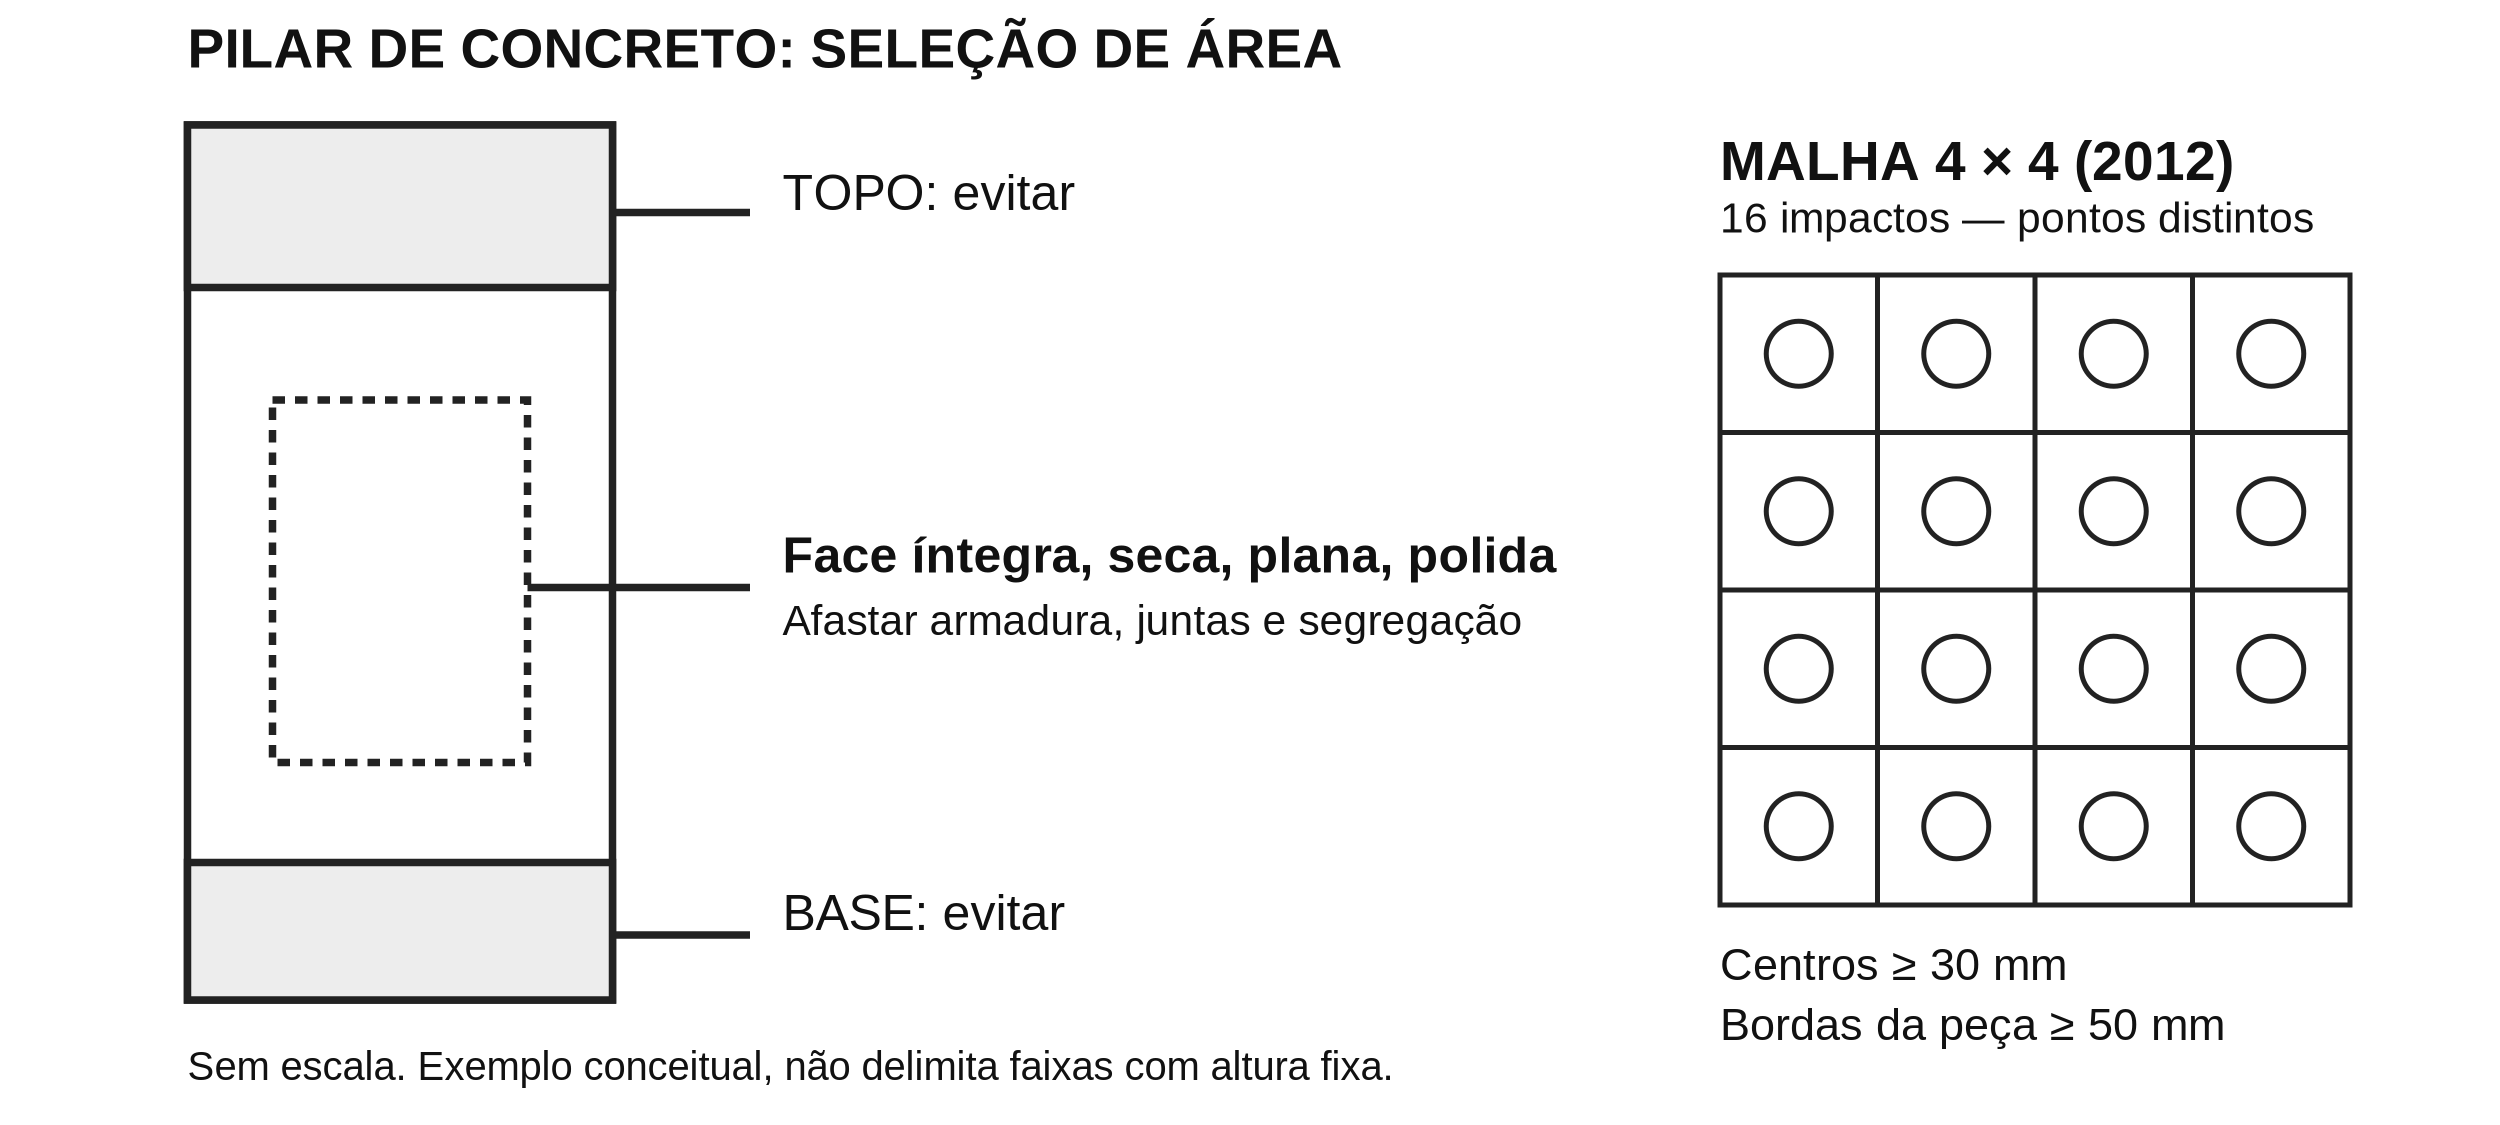 PILAR DE CONCRETO: SELEÇÃO DE ÁREA
TOPO: evitar
Face íntegra, seca, plana, polida
Afastar armadura, juntas e segregação
BASE: evitar
Sem escala. Exemplo conceitual, não delimita faixas com altura fixa.
MALHA 4 × 4 (2012)
16 impactos — pontos distintos
Centros ≥ 30 mm
Bordas da peça ≥ 50 mm